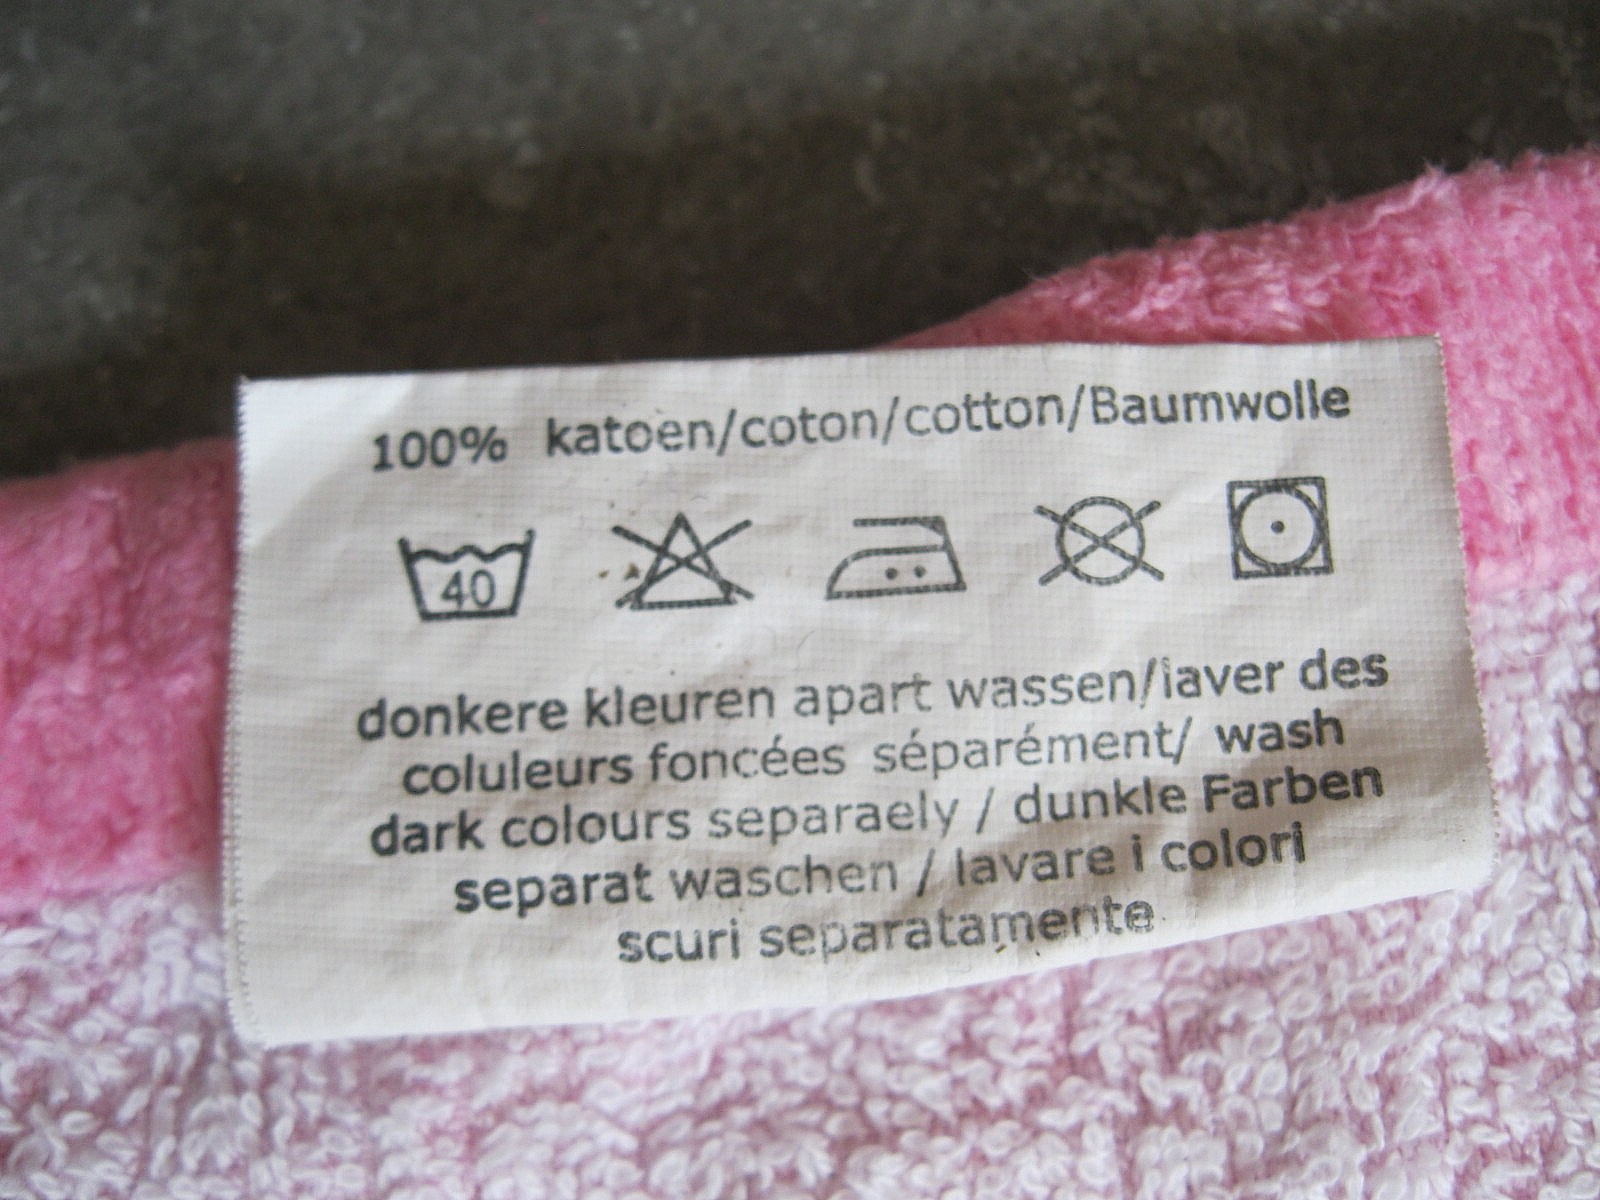 100% katoen/coton/cotton/Baumwolle
40
donkere kleuren apart wassen/laver des
coluleurs foncées séparément/ wash
dark colours separaely / dunkle Farben
separat waschen / lavare i colori
scuri separatamente